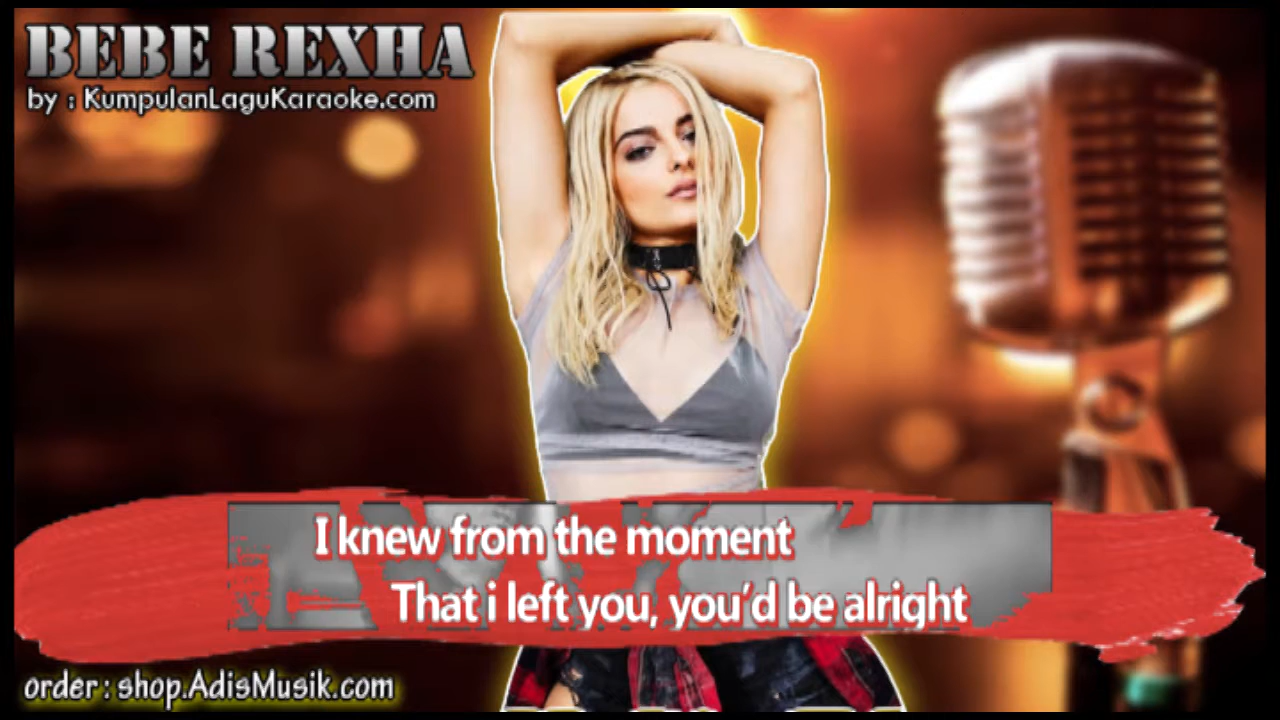 BEBE REXHA
by : KumpulanLaguKaraoke.com
I knew from the moment
That i left you, you'd be alright
order : shop.AdisMusik.com